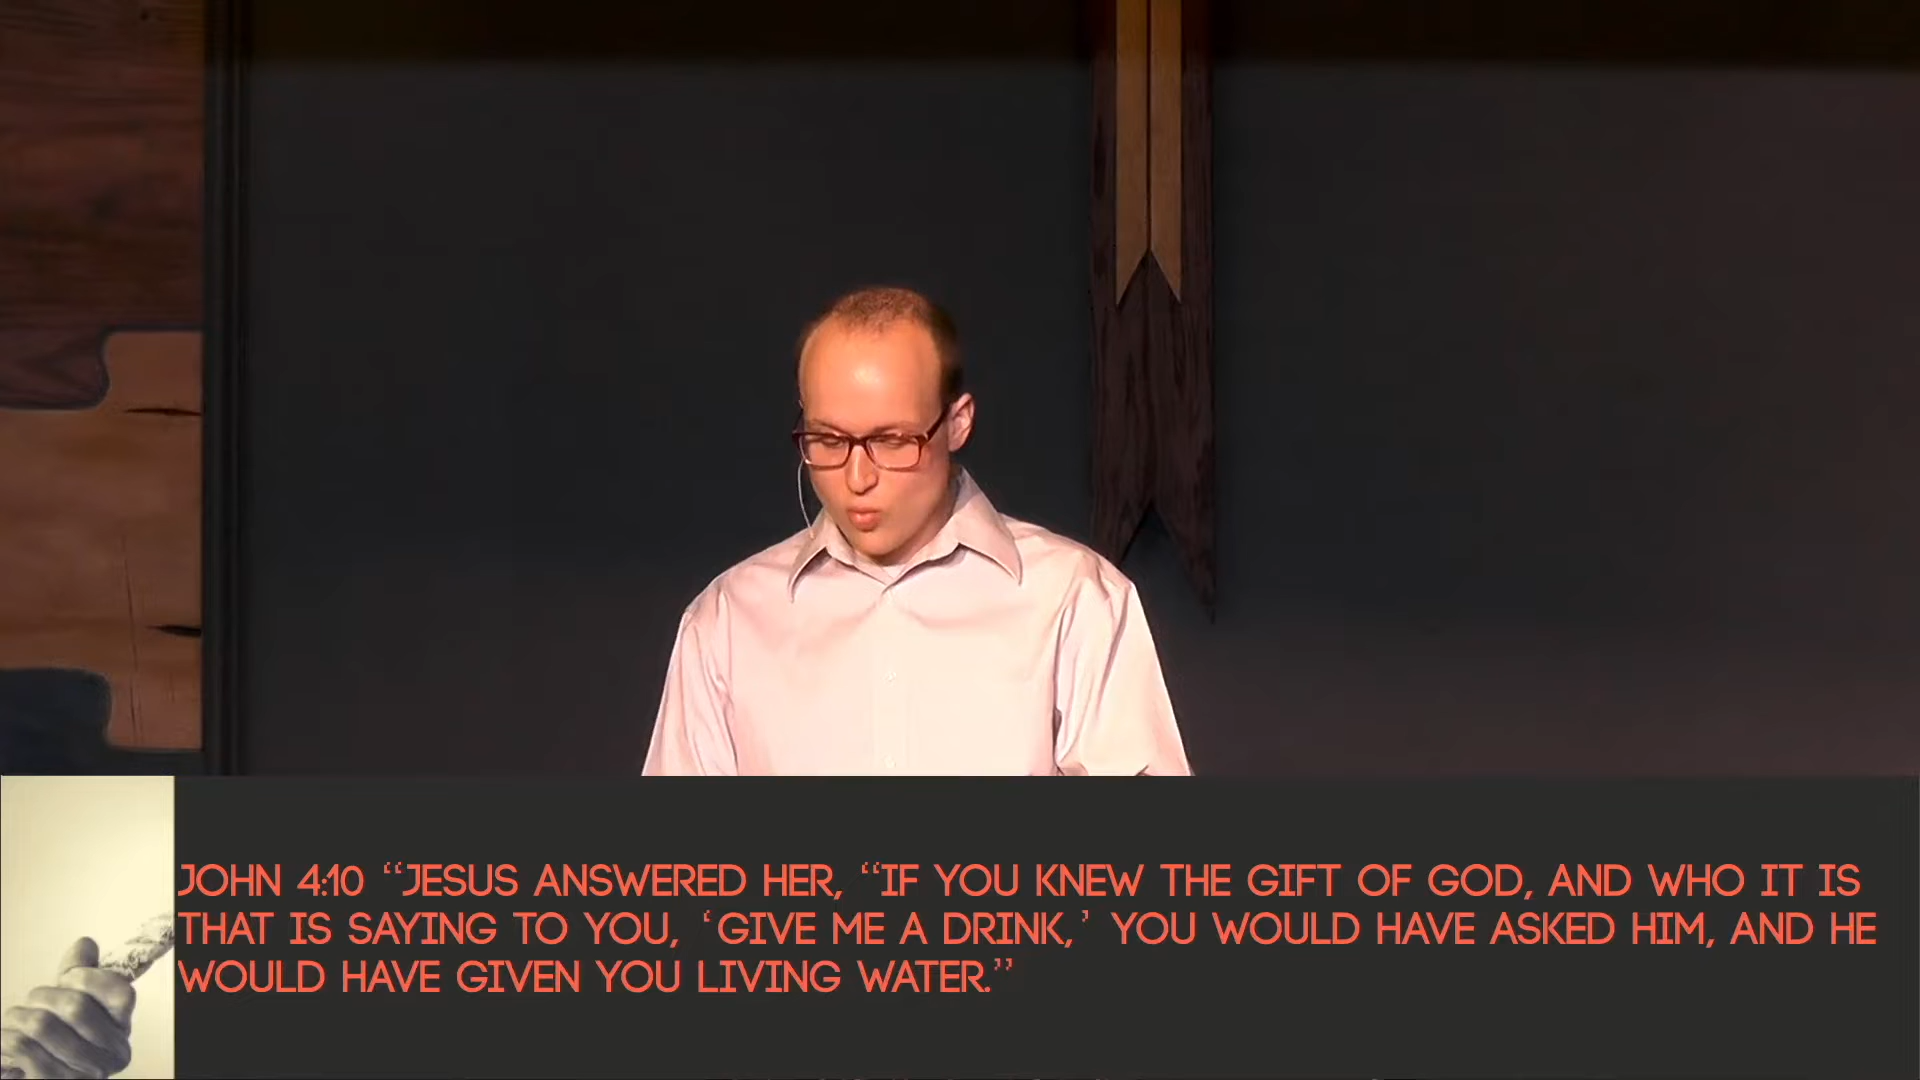 JOHN 4:10 “JESUS ANSWERED HER, “IF YOU KNEW THE GIFT OF GOD, AND WHO IT IS
THAT IS SAYING TO YOU, ‘GIVE ME A DRINK,’ YOU WOULD HAVE ASKED HIM, AND HE
WOULD HAVE GIVEN YOU LIVING WATER.”